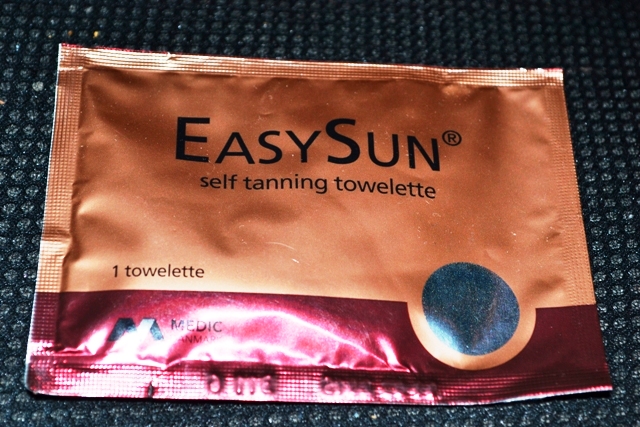 EASYSUN®
self tanning towelette
1 towelette
MEDIC